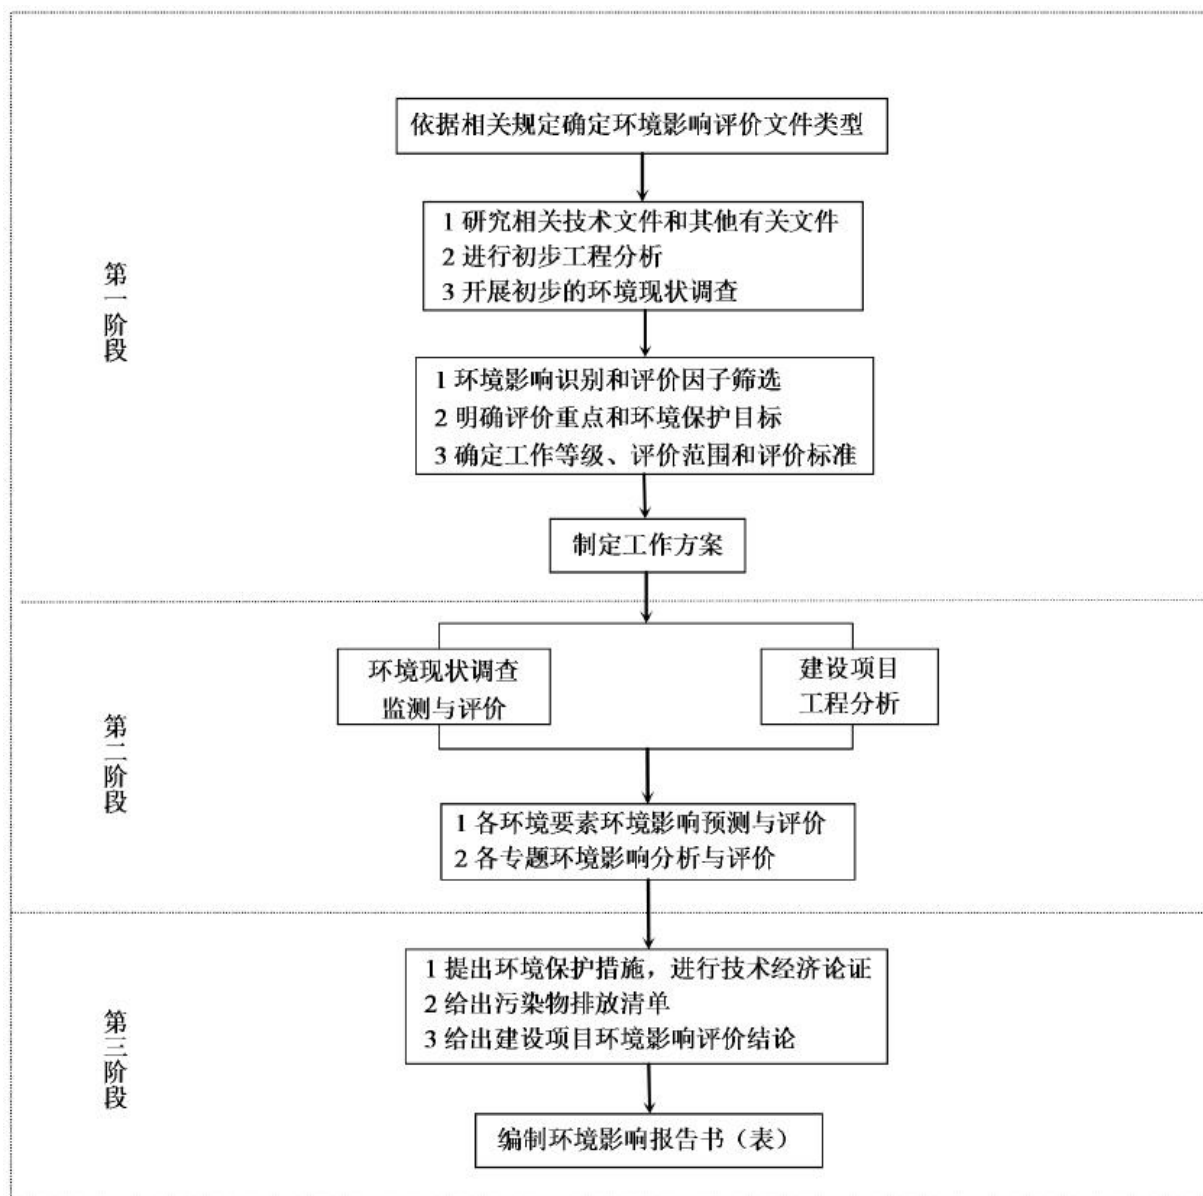 依据相关规定确定环境影响评价文件类型
1 研究相关技术文件和其他有关文件
2 进行初步工程分析
3 开展初步的环境现状调查
第一阶段
1 环境影响识别和评价因子筛选
2 明确评价重点和环境保护目标
3 确定工作等级、评价范围和评价标准
制定工作方案
环境现状调查
监测与评价
建设项目
工程分析
第二阶段
1 各环境要素环境影响预测与评价
2 各专题环境影响分析与评价
1 提出环境保护措施，进行技术经济论证
2 给出污染物排放清单
3 给出建设项目环境影响评价结论
第三阶段
编制环境影响报告书（表）